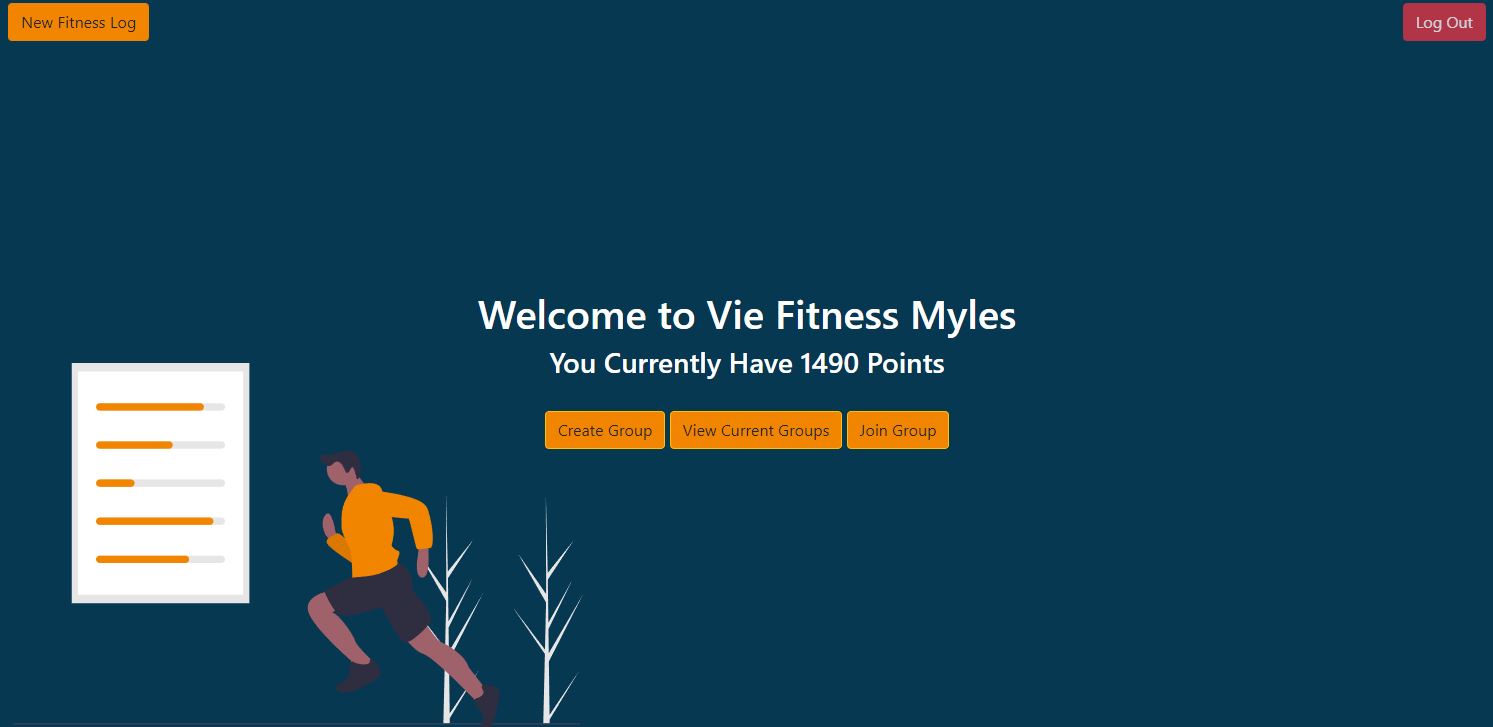 New Fitness Log
Log Out
Welcome to Vie Fitness Myles
You Currently Have 1490 Points
Create Group
View Current Groups
Join Group